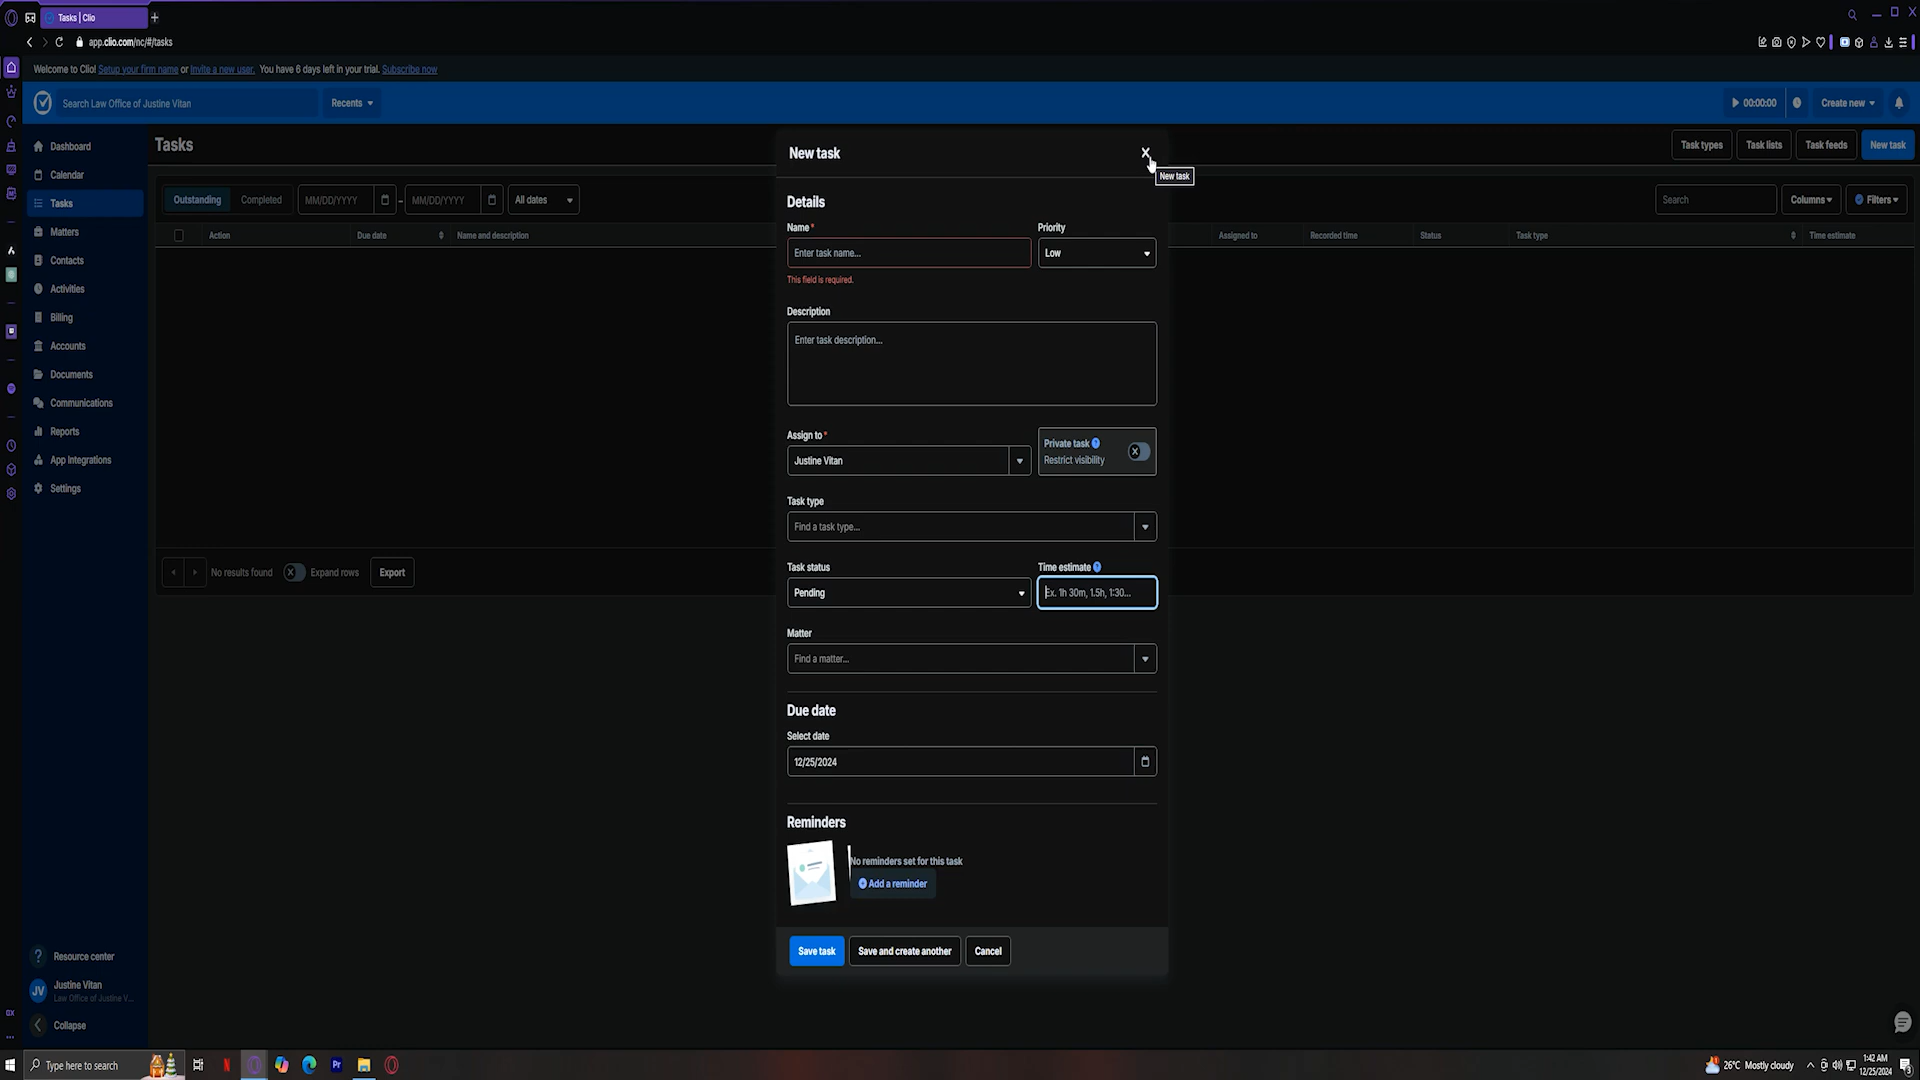 Tasks | Clio
app.clio.com/nc/#/tasks
Welcome to Clio! Setup your firm name or Invite a new user. You have 6 days left in your trial. Subscribe now
Search Law Office of Justine Vitan
Recents
00:00:00
Create new
Dashboard
Calendar
Tasks
Matters
Contacts
Activities
Billing
Accounts
Documents
Communications
Reports
App Integrations
Settings
Resource center
JV
Justine Vitan
Law Office of Justine V...
Collapse
Tasks
Task types
Task lists
Task feeds
New task
Outstanding
Completed
MM/DD/YYYY
-
MM/DD/YYYY
All dates
Search
Columns
Filters
Action
Due date
Name and description
Assigned to
Recorded time
Status
Task type
Time estimate
No results found
Expand rows
Export
New task
New task
Details
Name*
Priority
Enter task name...
Low
This field is required.
Description
Enter task description...
Assign to*
Justine Vitan
Private task
Restrict visibility
Task type
Find a task type...
Task status
Time estimate
Pending
Ex. 1h 30m, 1.5h, 1:30...
Matter
Find a matter...
Due date
Select date
12/25/2024
Reminders
No reminders set for this task
Add a reminder
Save task
Save and create another
Cancel
Type here to search
Pr
26°C Mostly cloudy
1:42 AM
12/25/2024